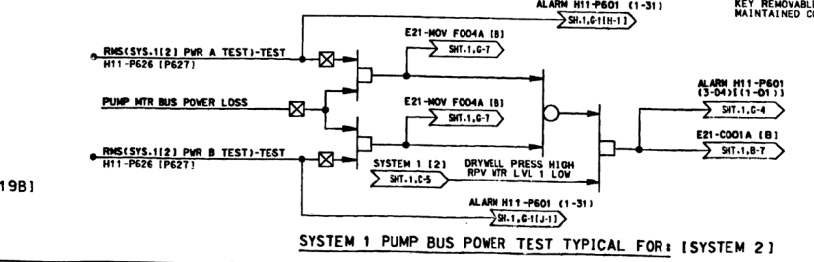 ALARM H11-P601 (1-31)
SH.1,G-1[H-1]
KEY REMOVABLE
MAINTAINED CO
E21-MOV F004A [B]
SHT.1,G-7
RMS(SYS.1[2] PWR A TEST)-TEST
H11-P626 [P627]
ALARM H11-P601
(3-04)[(1-01)]
SHT.1,G-4
PUMP MTR BUS POWER LOSS
E21-MOV F004A [B]
SHT.1,G-7
E21-C001A [B]
SHT.1,B-7
RMS(SYS.1[2] PWR B TEST)-TEST
H11-P626 [P627]
SYSTEM 1 [2]
SHT.1,C-5
DRYWELL PRESS HIGH
RPV WTR LVL 1 LOW
19B]
ALARM H11-P601 (1-31)
SH.1,G-1[J-1]
SYSTEM 1 PUMP BUS POWER TEST TYPICAL FOR: [SYSTEM 2]